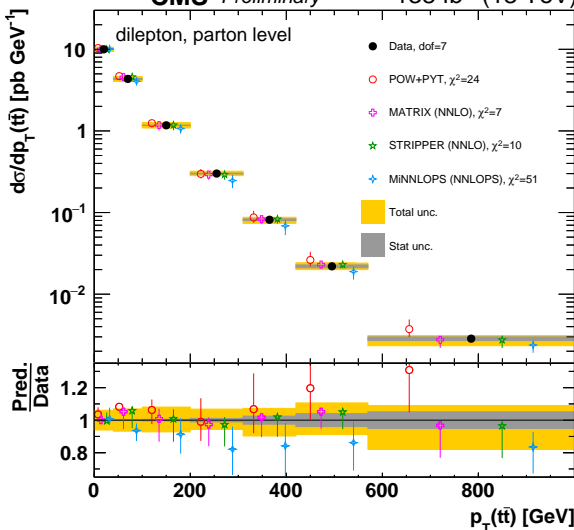 dilepton, parton level
Data, dof=7
POW+PYT, χ²=24
MATRIX (NNLO), χ²=7
STRIPPER (NNLO), χ²=10
MiNNLOPS (NNLOPS), χ²=51
Total unc.
Stat unc.
dσ/dp_T(tt̄) [pb GeV⁻¹]
10
1
10⁻¹
10⁻²
Pred.
Data
1.2
1
0.8
0 200 400 600 800
p_T(tt̄) [GeV]